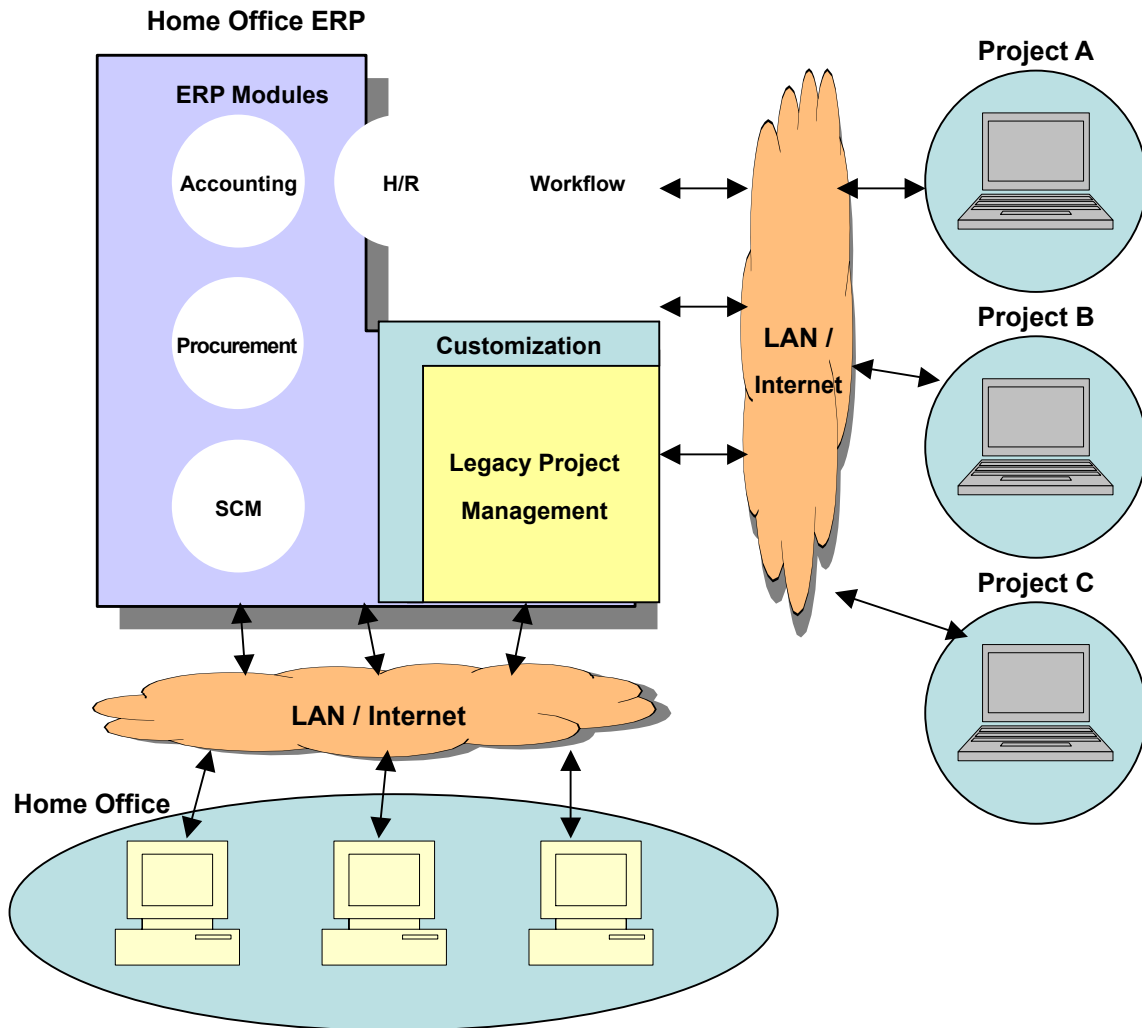 Home Office ERP
Project A
ERP Modules
Accounting
H/R
Workflow
Project B
Procurement
Customization
LAN /
Internet
Legacy Project
Management
SCM
Project C
LAN / Internet
Home Office